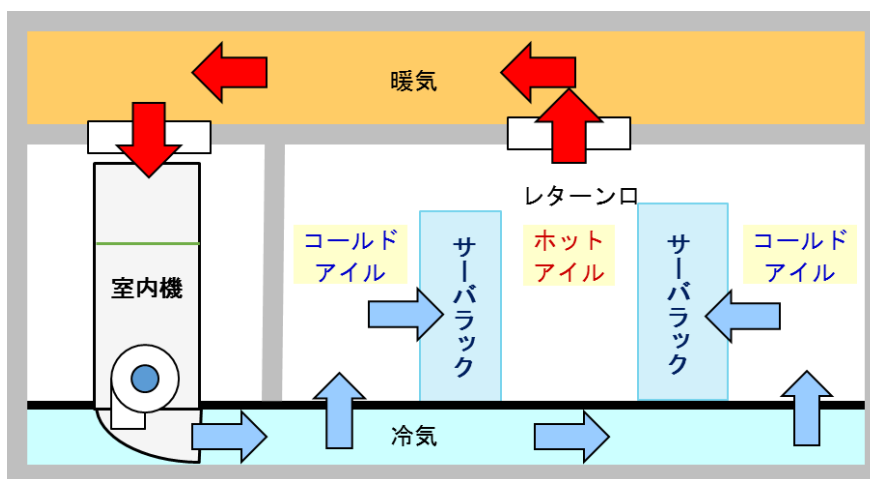 暖気
レターン口
コールド
アイル
サーバラック
ホット
アイル
サーバラック
コールド
アイル
室内機
冷気